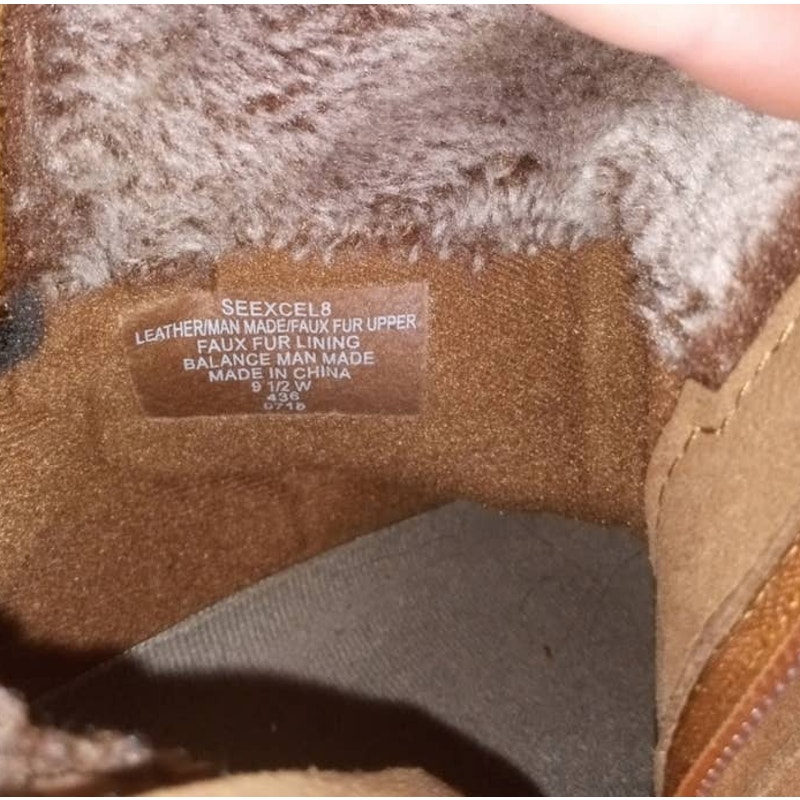 SEEXCEL8
LEATHER/MAN MADE/FAUX FUR UPPER
FAUX FUR LINING
BALANCE MAN MADE
MADE IN CHINA
9 1/2 W
436
0718